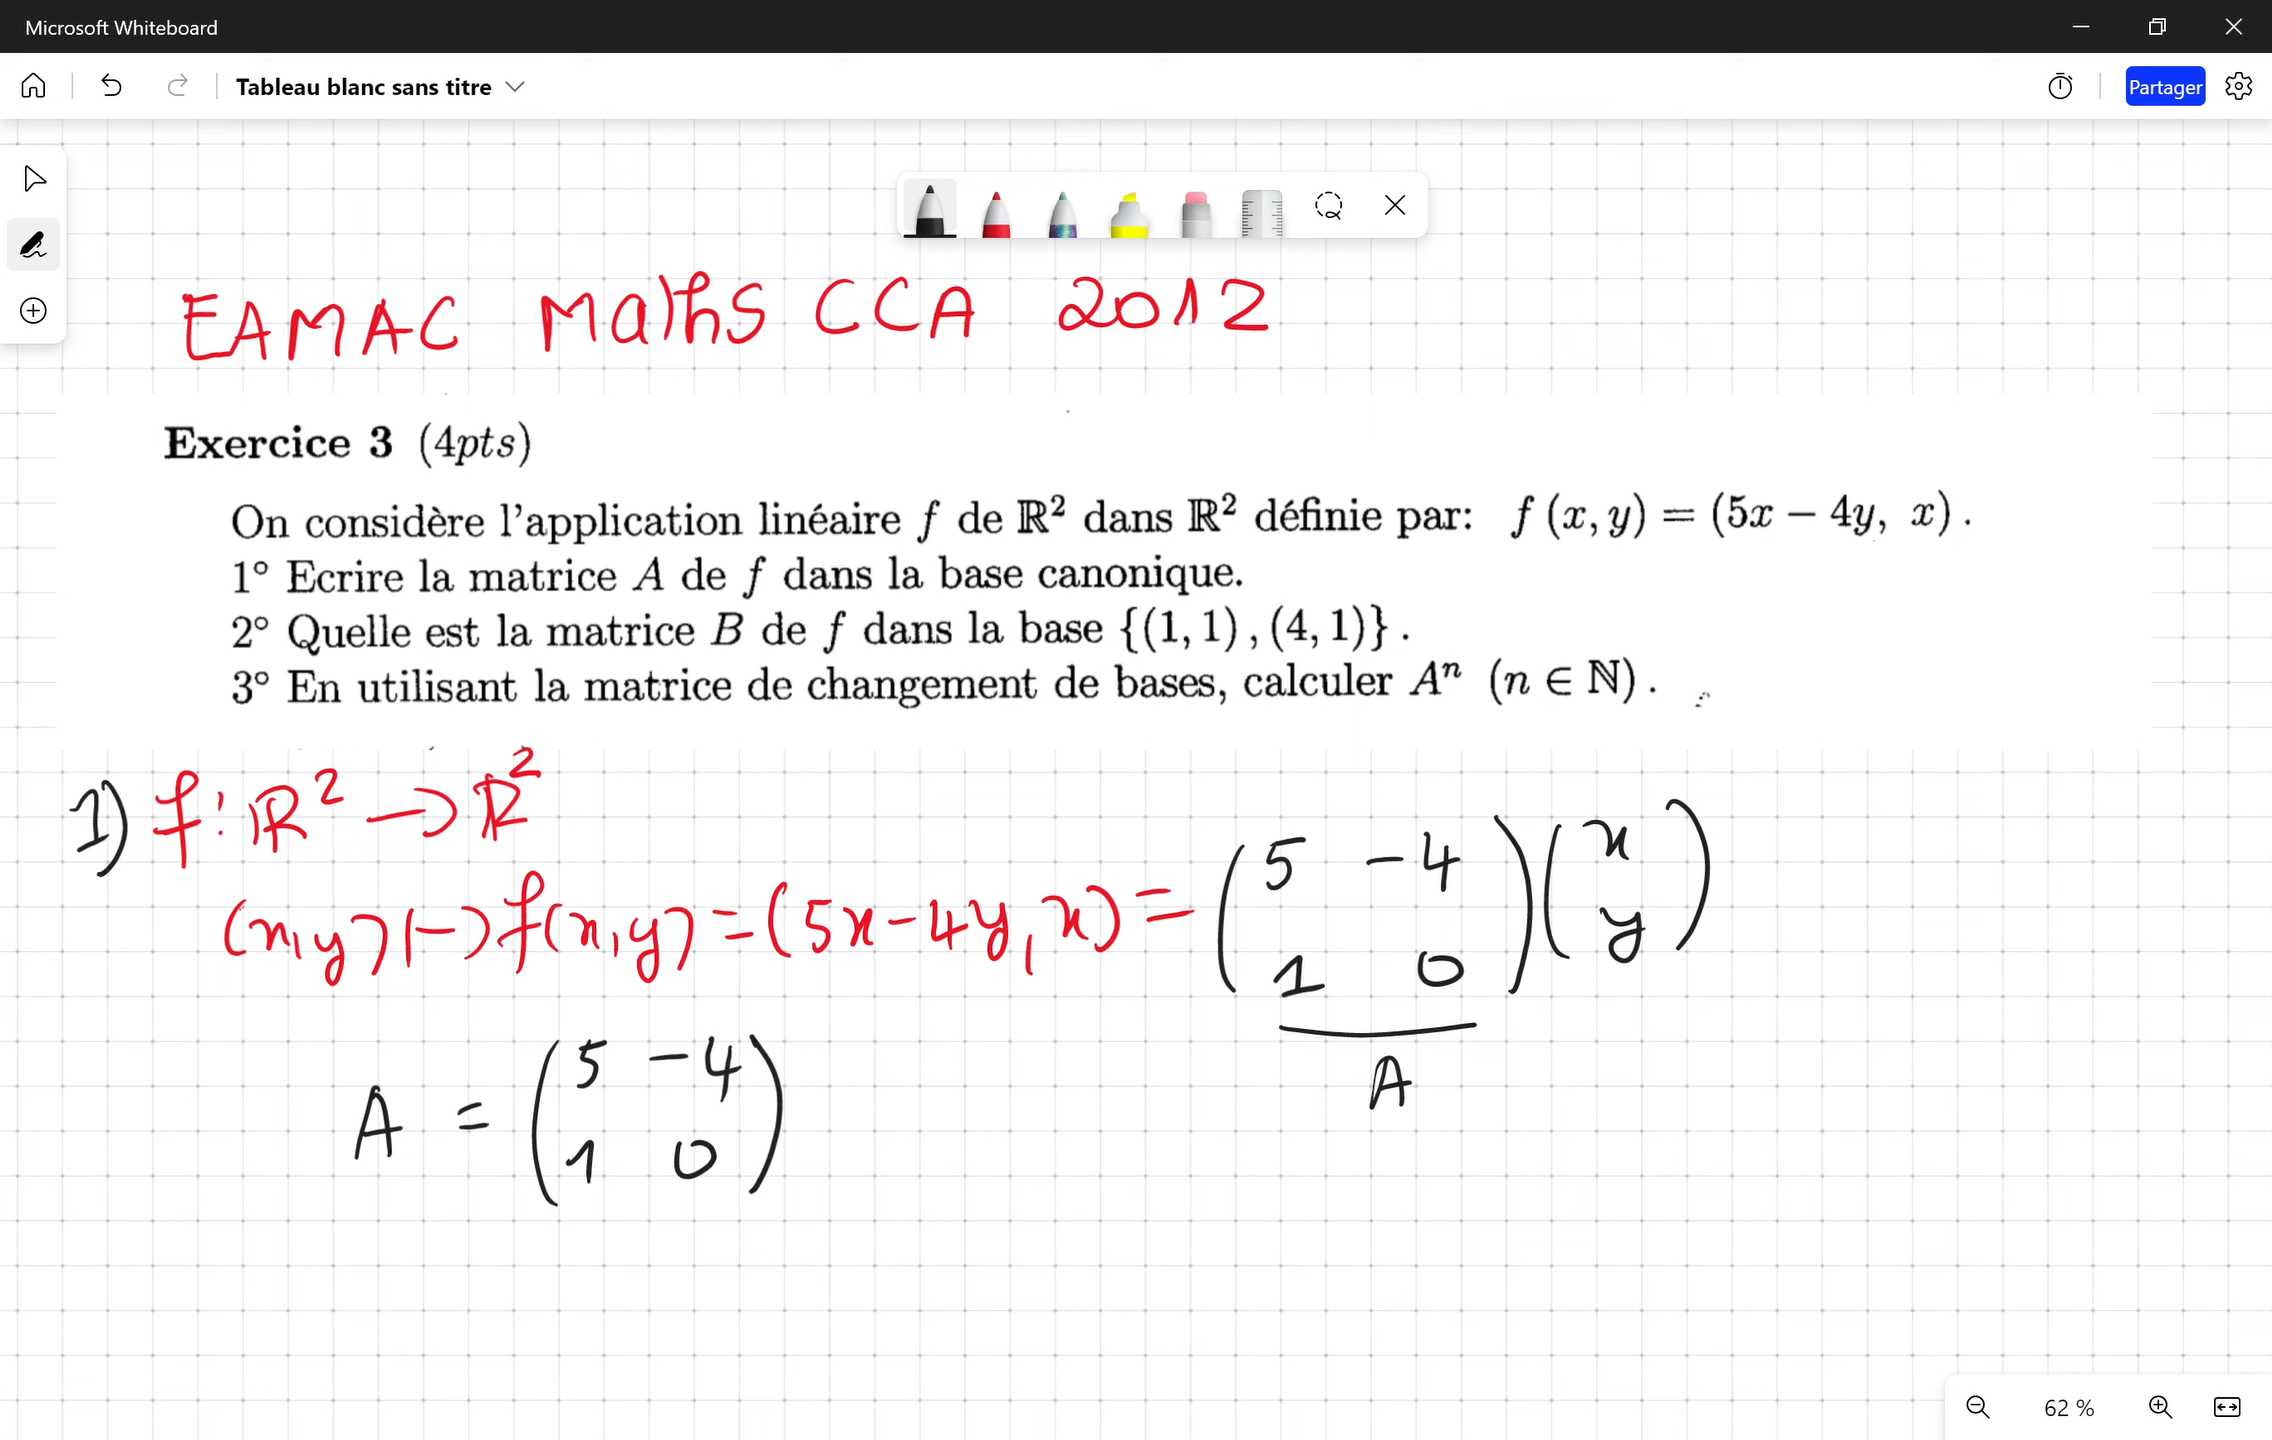 Microsoft Whiteboard
Tableau blanc sans titre
Partager
EAMAC Maths CCA 2012
Exercice 3 (4pts)
On considère l'application linéaire f de ℝ² dans ℝ² définie par: f (x, y) = (5x − 4y, x) .
1° Ecrire la matrice A de f dans la base canonique.
2° Quelle est la matrice B de f dans la base {(1, 1) , (4, 1)} .
3° En utilisant la matrice de changement de bases, calculer Aⁿ (n ∈ ℕ) .
1) f: ℝ² → ℝ²
(x,y) ↦ f(x,y) = (5x-4y, x) = (5 -4
1 0) (x
y)
A
A = (5 -4
1 0)
62 %